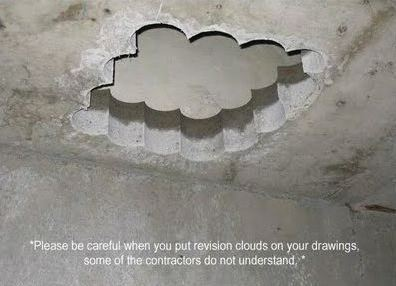 *Please be careful when you put revision clouds on your drawings,
some of the contractors do not understand, *